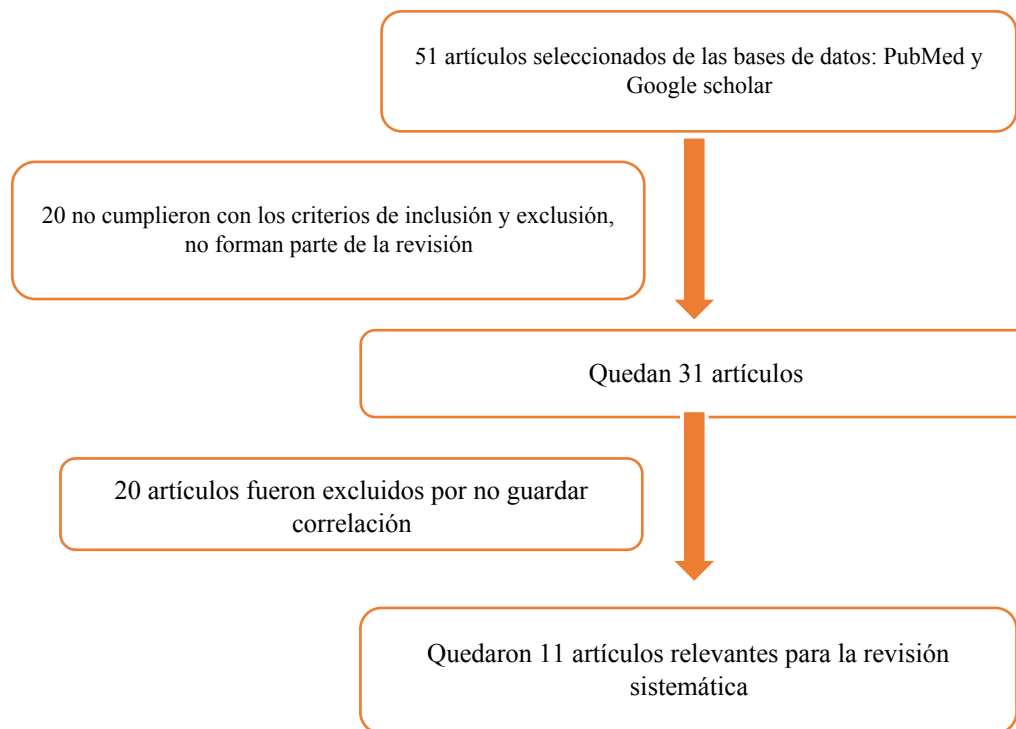 51 artículos seleccionados de las bases de datos: PubMed y
Google scholar
20 no cumplieron con los criterios de inclusión y exclusión,
no forman parte de la revisión
Quedan 31 artículos
20 artículos fueron excluidos por no guardar
correlación
Quedaron 11 artículos relevantes para la revisión
sistemática